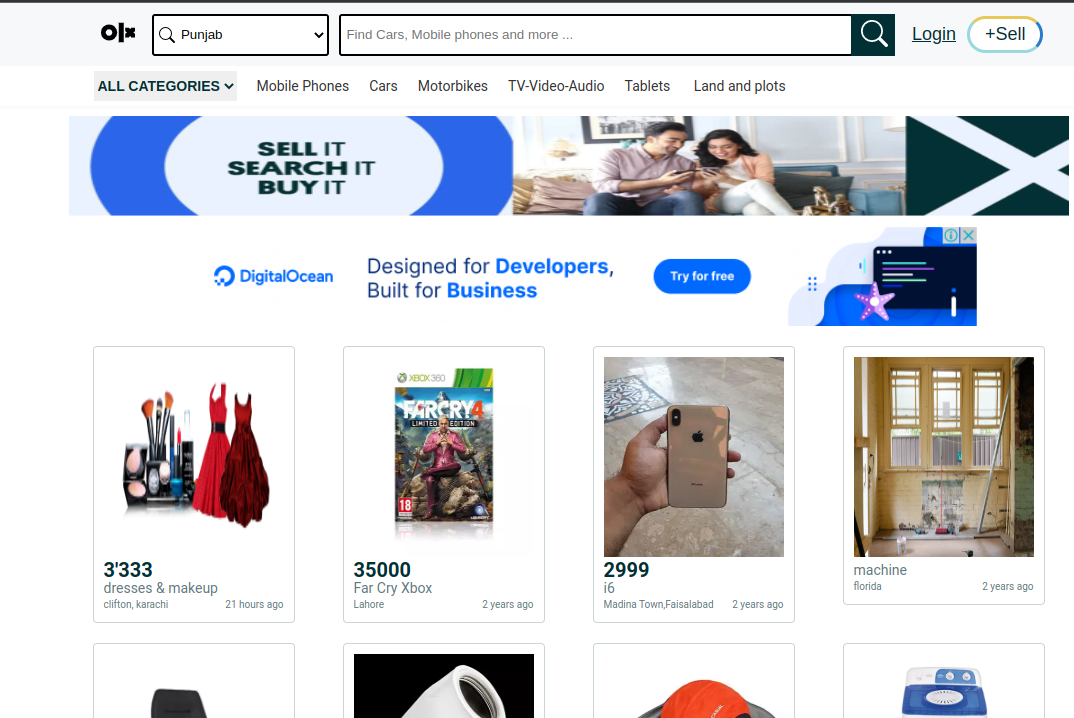 olx
Punjab
Find Cars, Mobile phones and more ...
Login
+Sell
ALL CATEGORIES
Mobile Phones
Cars
Motorbikes
TV-Video-Audio
Tablets
Land and plots
SELL IT
SEARCH IT
BUY IT
DigitalOcean
Designed for Developers,
Built for Business
Try for free
XBOX 360
FARCRY4
LIMITED EDITION
18
UBISOFT
3'333
dresses & makeup
clifton, karachi
21 hours ago
35000
Far Cry Xbox
Lahore
2 years ago
2999
i6
Madina Town,Faisalabad
2 years ago
machine
florida
2 years ago